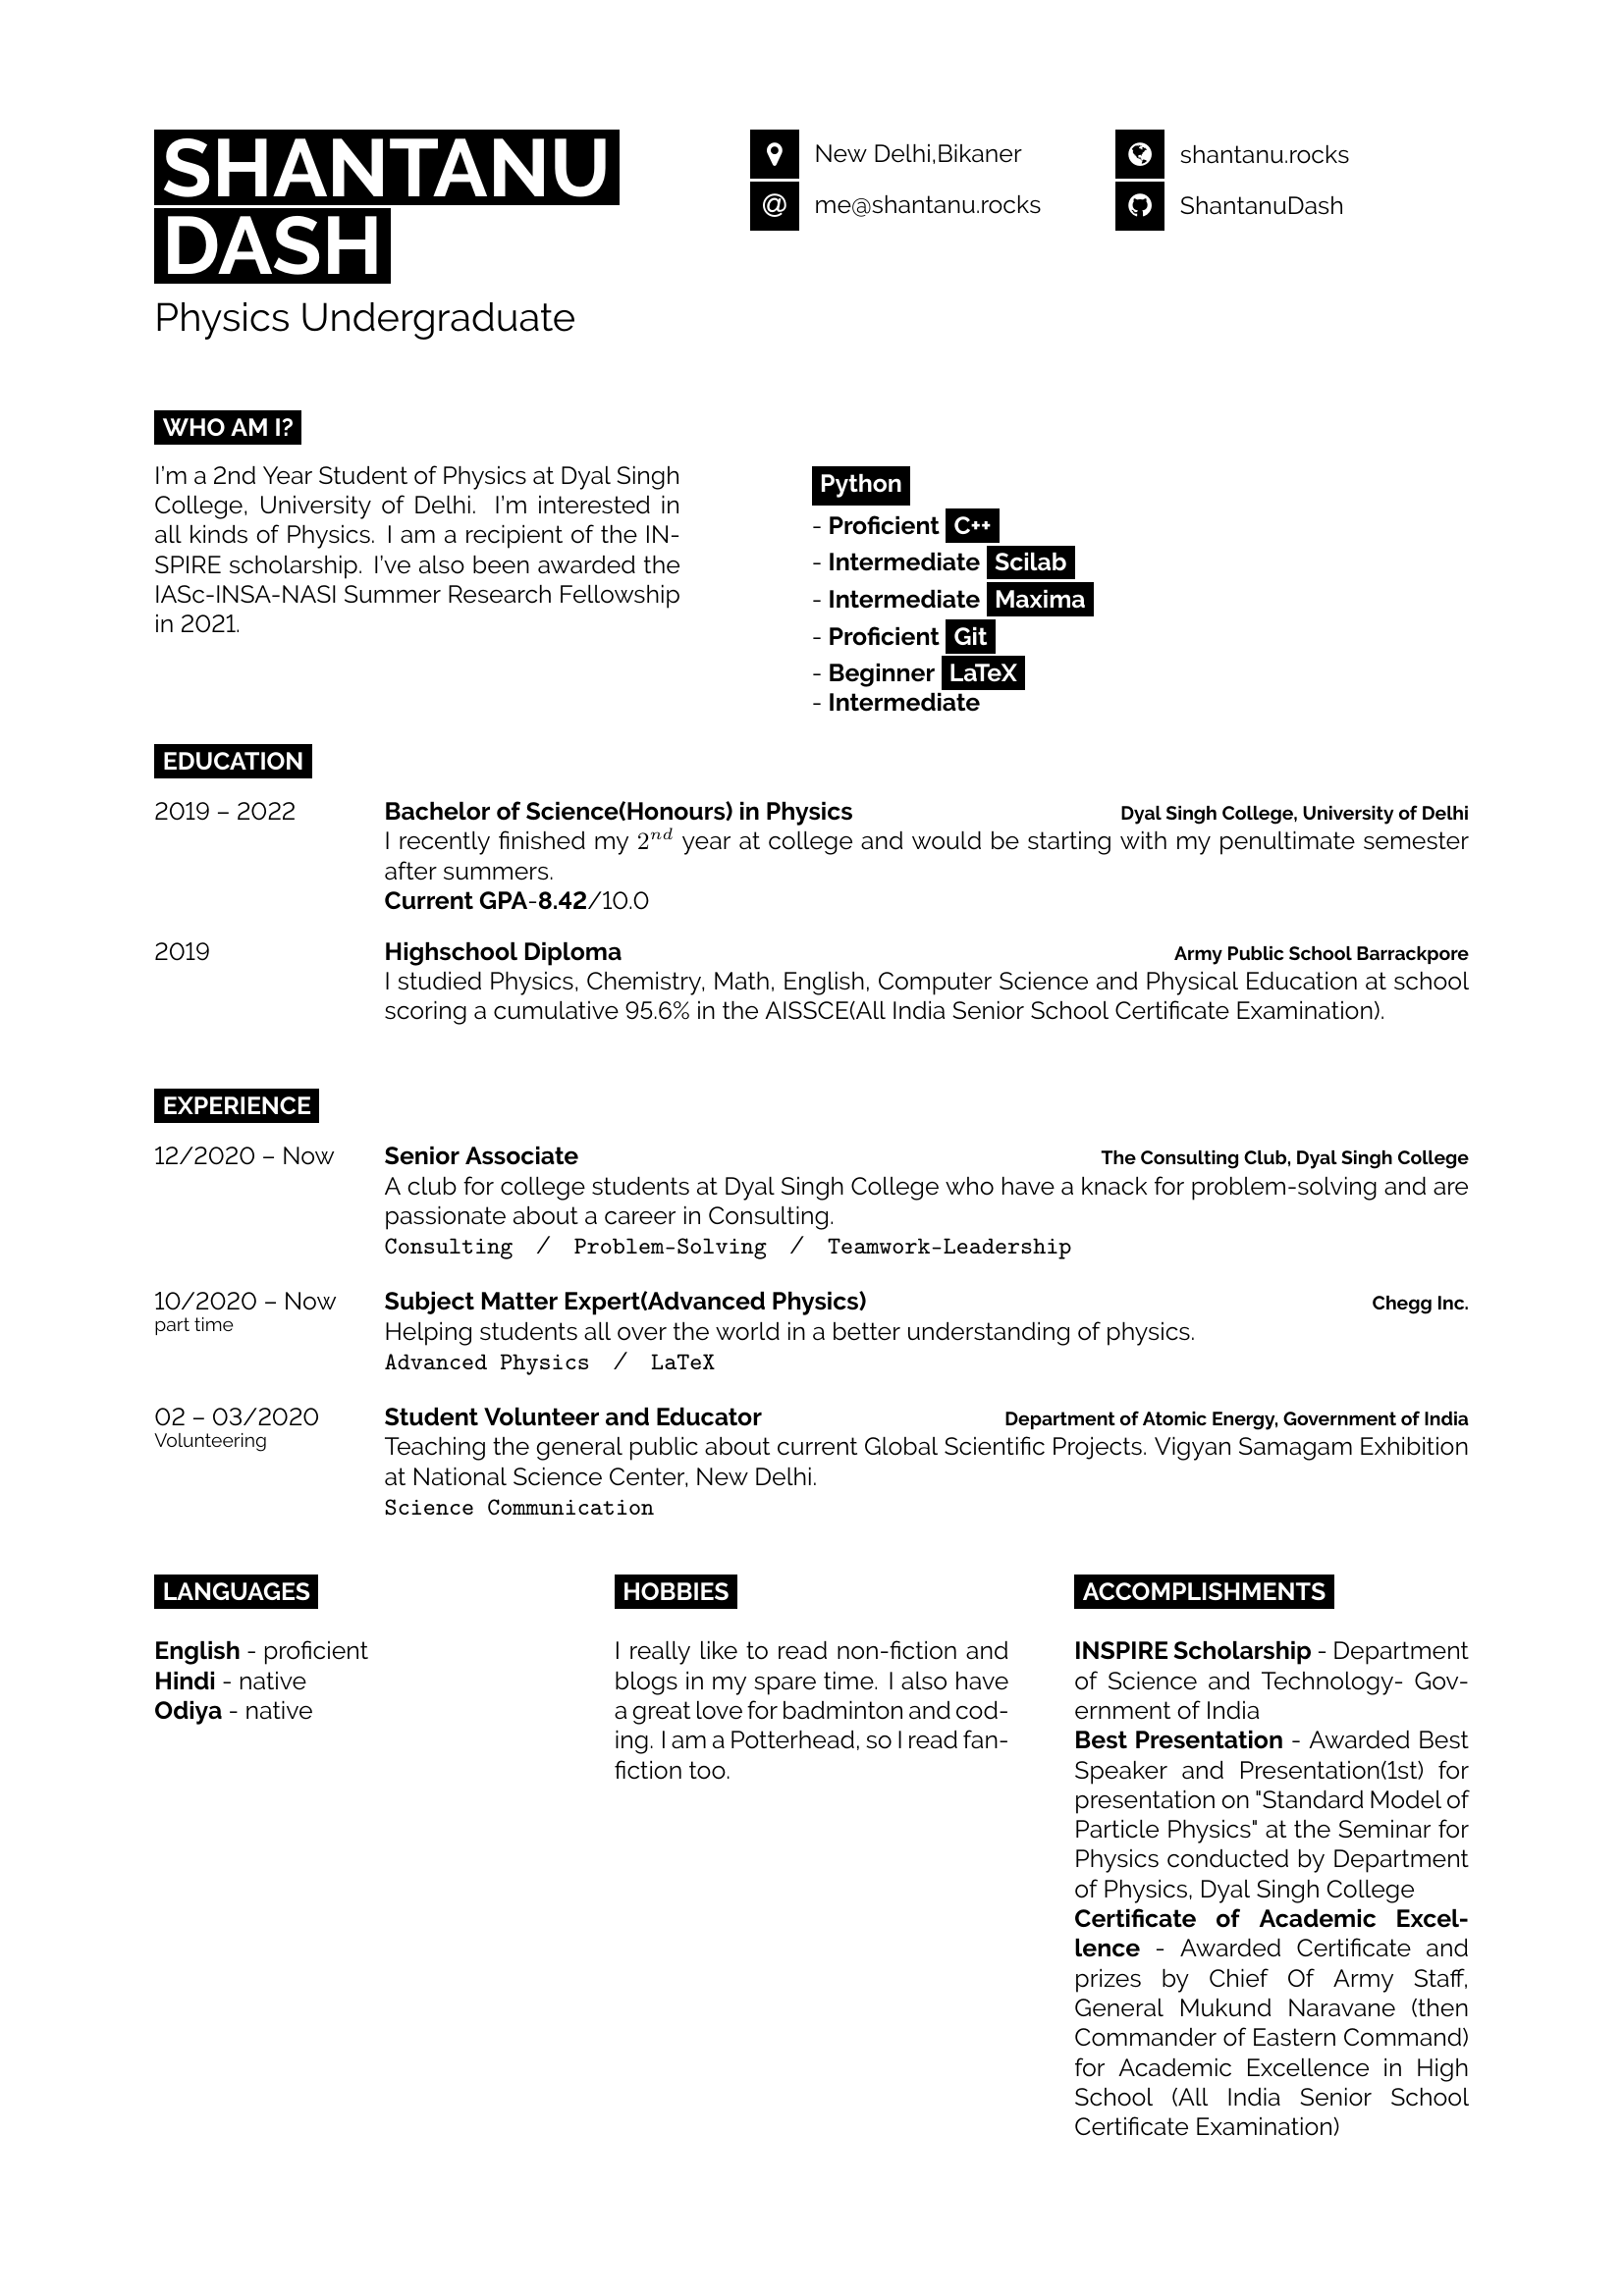 SHANTANU
DASH
Physics Undergraduate
New Delhi,Bikaner
me@shantanu.rocks
shantanu.rocks
ShantanuDash
WHO AM I?
I'm a 2nd Year Student of Physics at Dyal Singh
College, University of Delhi. I'm interested in
all kinds of Physics. I am a recipient of the IN-
SPIRE scholarship. I've also been awarded the
IASc-INSA-NASI Summer Research Fellowship
in 2021.
Python
- Proficient C++
- Intermediate Scilab
- Intermediate Maxima
- Proficient Git
- Beginner LaTeX
- Intermediate
EDUCATION
2019 – 2022 Bachelor of Science(Honours) in Physics Dyal Singh College, University of Delhi
I recently finished my 2nd year at college and would be starting with my penultimate semester
after summers.
Current GPA-8.42/10.0
2019 Highschool Diploma Army Public School Barrackpore
I studied Physics, Chemistry, Math, English, Computer Science and Physical Education at school
scoring a cumulative 95.6% in the AISSCE(All India Senior School Certificate Examination).
EXPERIENCE
12/2020 – Now Senior Associate The Consulting Club, Dyal Singh College
A club for college students at Dyal Singh College who have a knack for problem-solving and are
passionate about a career in Consulting.
Consulting / Problem-Solving / Teamwork-Leadership
10/2020 – Now Subject Matter Expert(Advanced Physics) Chegg Inc.
part time
Helping students all over the world in a better understanding of physics.
Advanced Physics / LaTeX
02 – 03/2020 Student Volunteer and Educator Department of Atomic Energy, Government of India
Volunteering
Teaching the general public about current Global Scientific Projects. Vigyan Samagam Exhibition
at National Science Center, New Delhi.
Science Communication
LANGUAGES
English - proficient
Hindi - native
Odiya - native
HOBBIES
I really like to read non-fiction and
blogs in my spare time. I also have
a great love for badminton and cod-
ing. I am a Potterhead, so I read fan-
fiction too.
ACCOMPLISHMENTS
INSPIRE Scholarship - Department
of Science and Technology- Gov-
ernment of India
Best Presentation - Awarded Best
Speaker and Presentation(1st) for
presentation on "Standard Model of
Particle Physics" at the Seminar for
Physics conducted by Department
of Physics, Dyal Singh College
Certificate of Academic Excel-
lence - Awarded Certificate and
prizes by Chief Of Army Staff,
General Mukund Naravane (then
Commander of Eastern Command)
for Academic Excellence in High
School (All India Senior School
Certificate Examination)